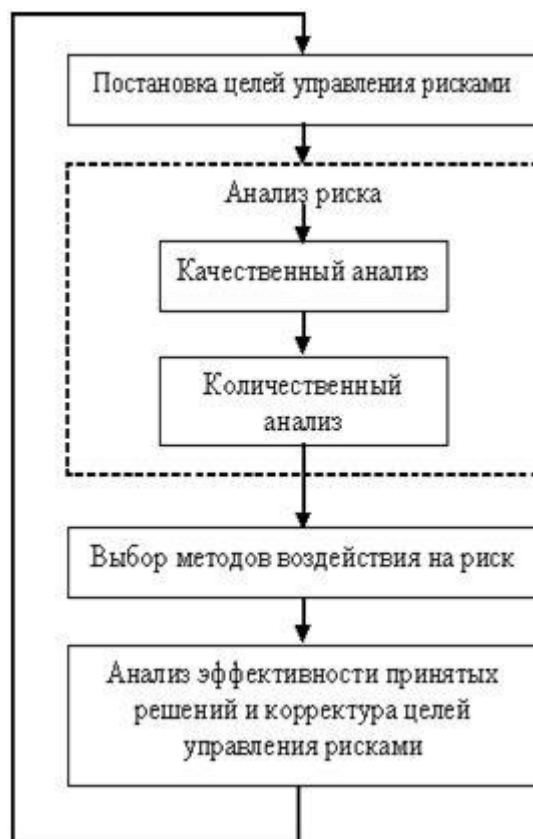 Постановка целей управления рисками
Анализ риска
Качественный анализ
Количественный
анализ
Выбор методов воздействия на риск
Анализ эффективности принятых
решений и корректура целей
управления рисками